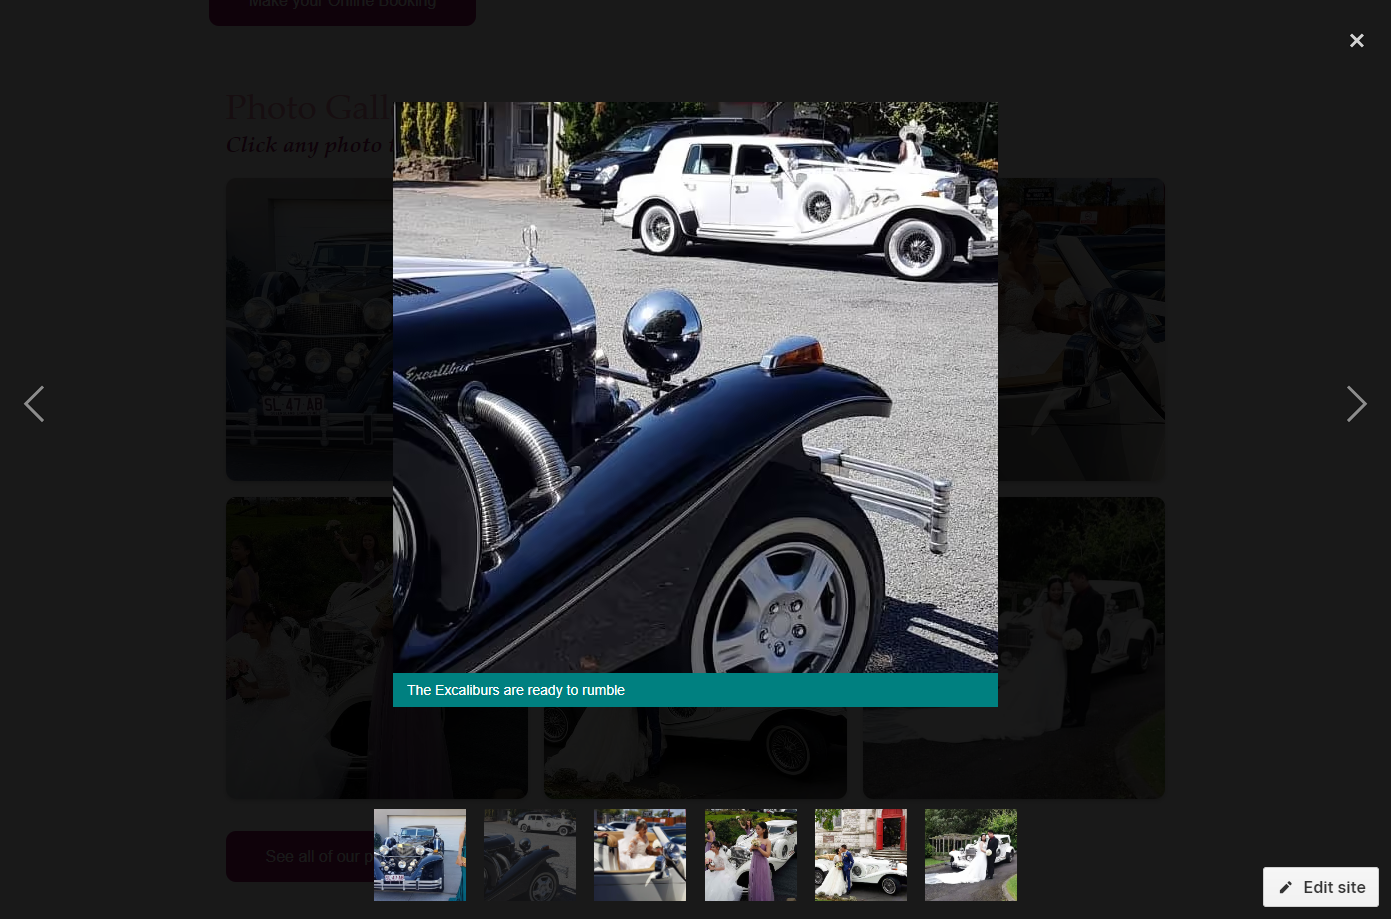 Make your Online Booking
Photo Gall
Click any photo
Excalibur
SL 47 AB
The Excaliburs are ready to rumble
See all of our p
Edit site